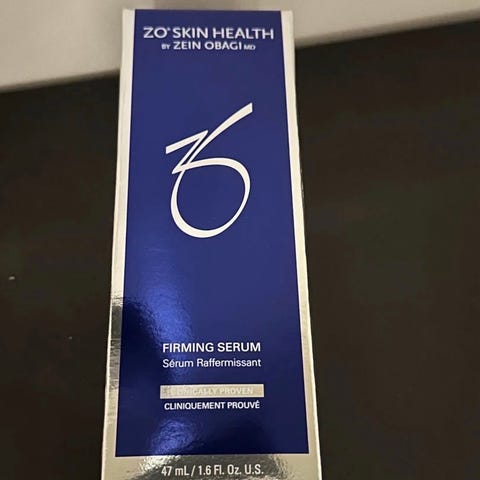 ZO® SKIN HEALTH
BY ZEIN OBAGI MD
ZO
FIRMING SERUM
Sérum Raffermissant
CLINICALLY PROVEN
CLINIQUEMENT PROUVÉ
47 mL / 1.6 Fl. Oz. U.S.